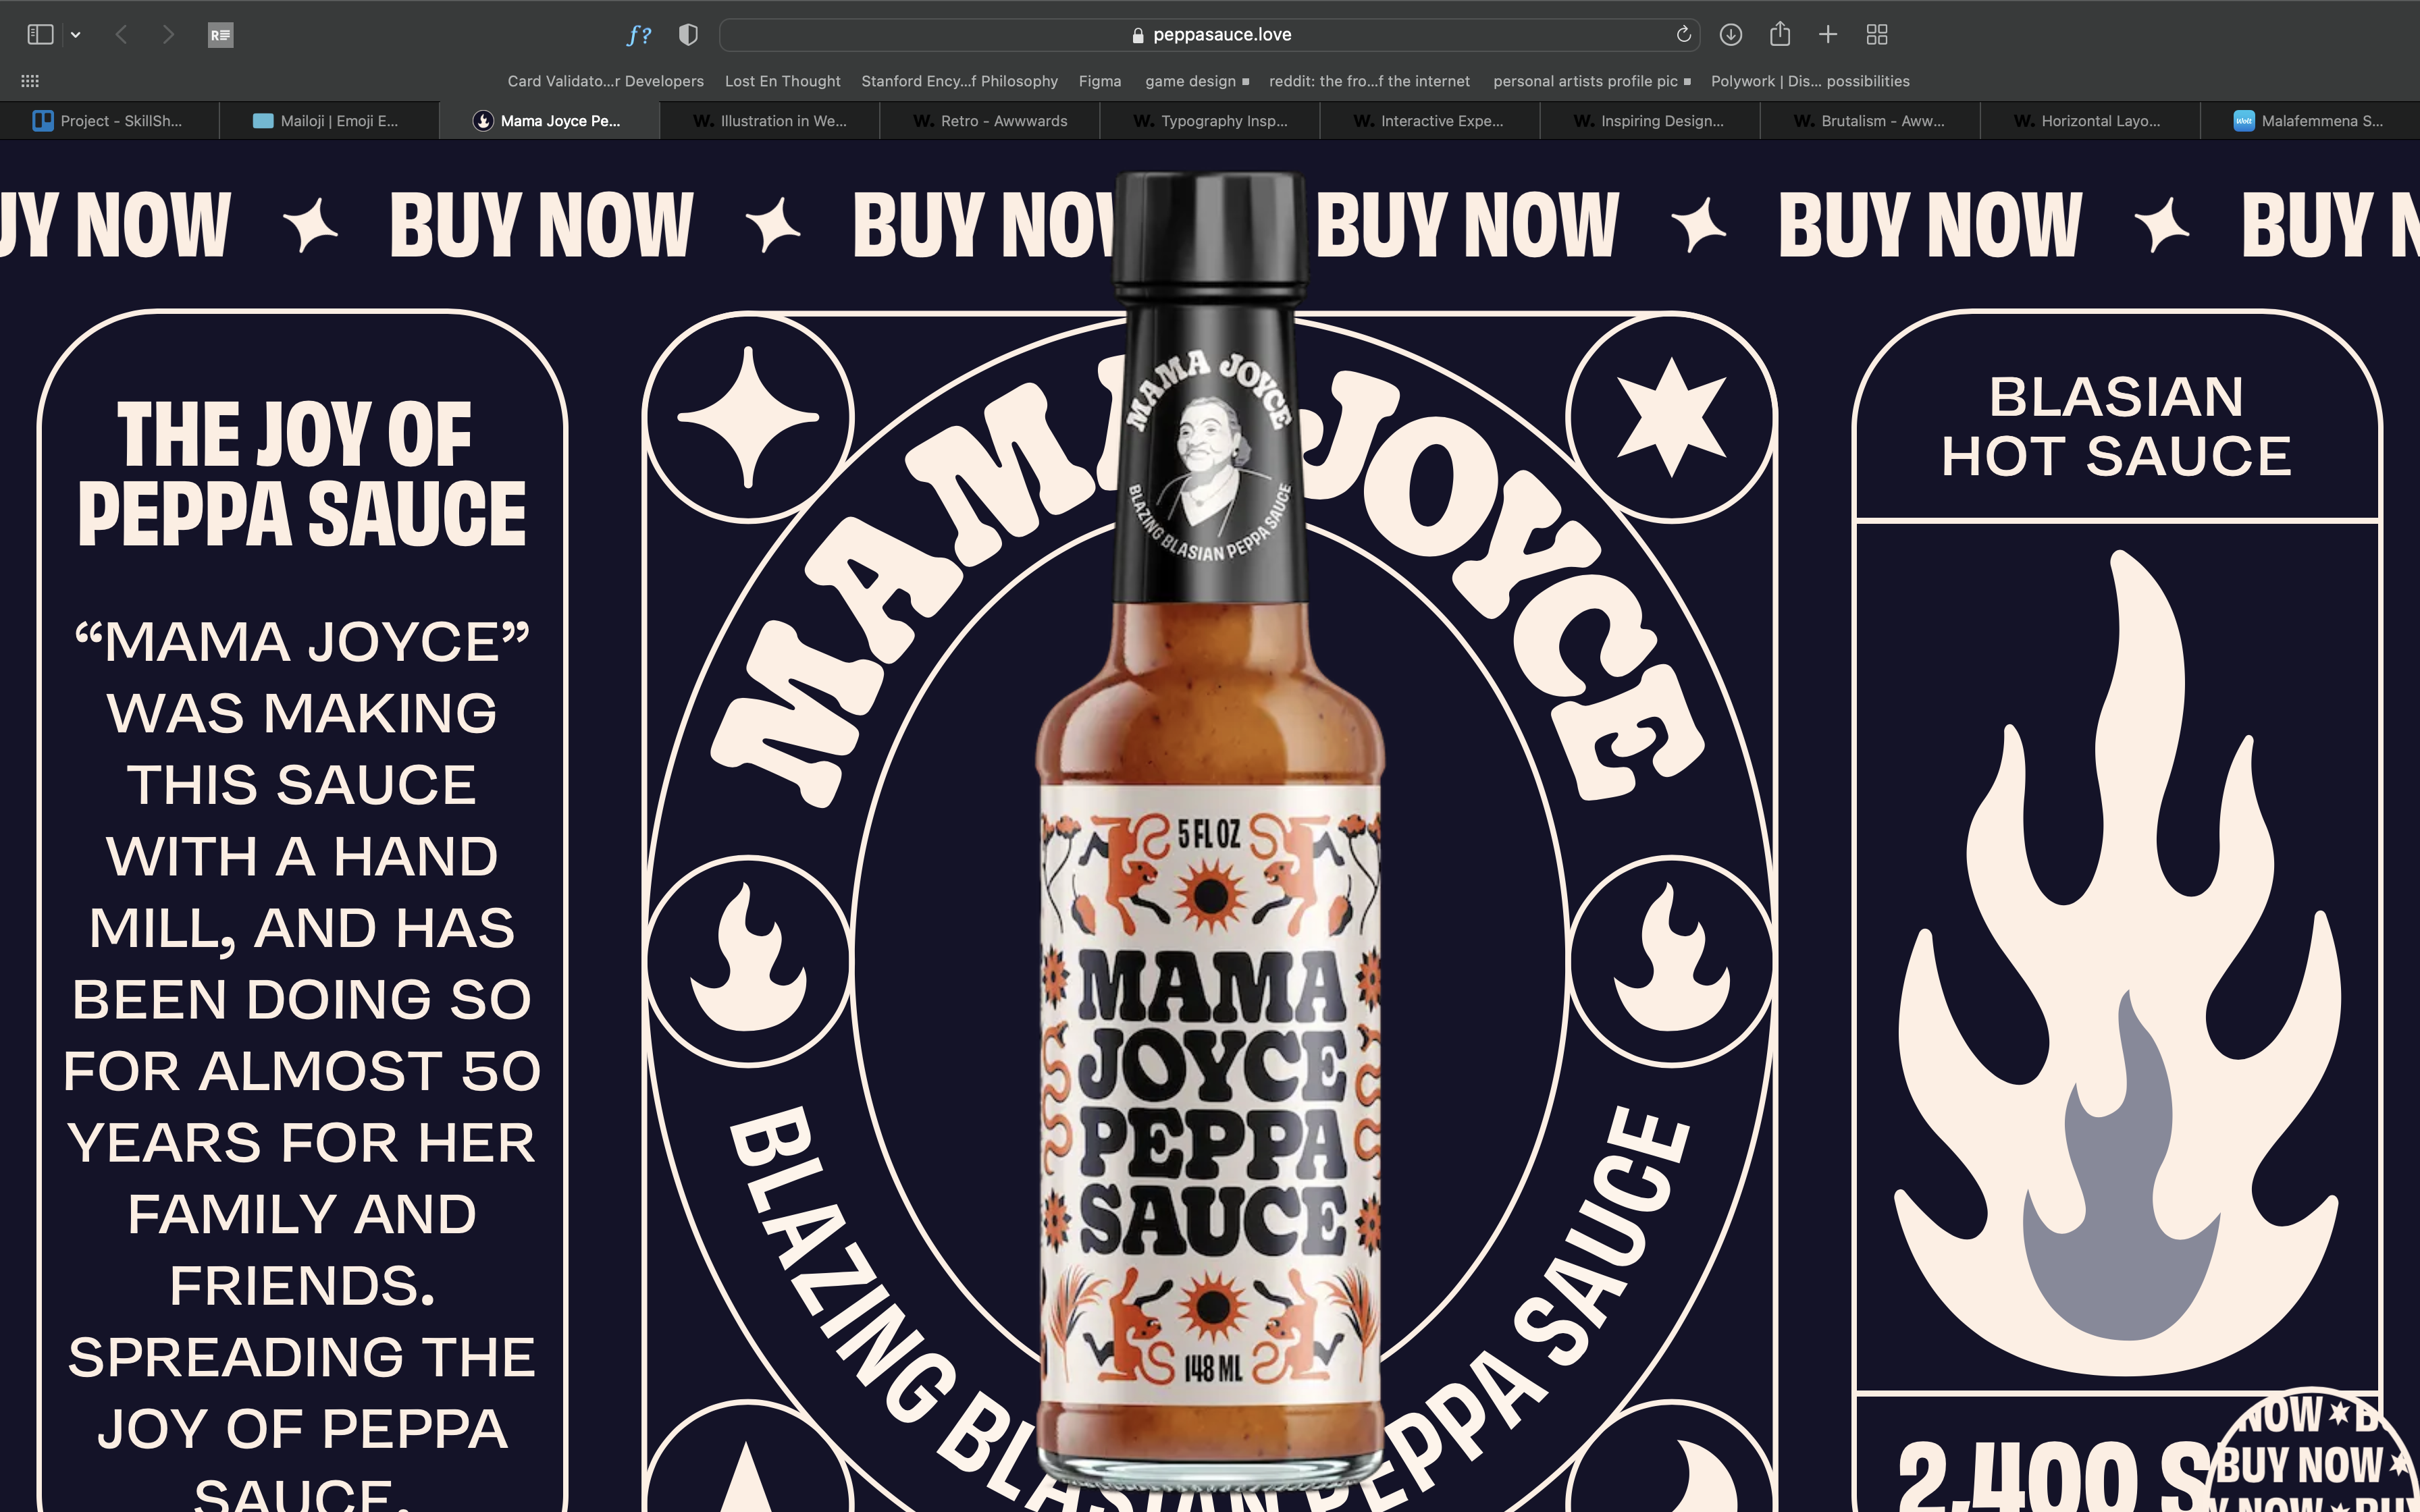 peppasauce.love
Card Validato...r Developers
Lost En Thought
Stanford Ency...f Philosophy
Figma
game design
reddit: the fro...f the internet
personal artists profile pic
Polywork | Dis... possibilities
Project - SkillSh...
Mailoji | Emoji E...
Mama Joyce Pe...
W. Illustration in We...
W. Retro - Awwwards
W. Typography Insp...
W. Interactive Expe...
W. Inspiring Design...
W. Brutalism - Aww...
W. Horizontal Layo...
Wolt Malafemmena S...
UY NOW BUY NOW BUY NOW BUY NOW BUY NOW BUY N
THE JOY OF
PEPPA SAUCE
“MAMA JOYCE”
WAS MAKING
THIS SAUCE
WITH A HAND
MILL, AND HAS
BEEN DOING SO
FOR ALMOST 50
YEARS FOR HER
FAMILY AND
FRIENDS.
SPREADING THE
JOY OF PEPPA
SAUCE.
MAMA JOYCE
BLAZING BLASIAN PEPPA SAUCE
MAMA JOYCE
BLAZING BLASIAN PEPPA SAUCE
5 FL OZ
MAMA
JOYCE
PEPPA
SAUCE
148 ML
BLASIAN
HOT SAUCE
2,400 S
NOW B
BUY NOW
NOW BU